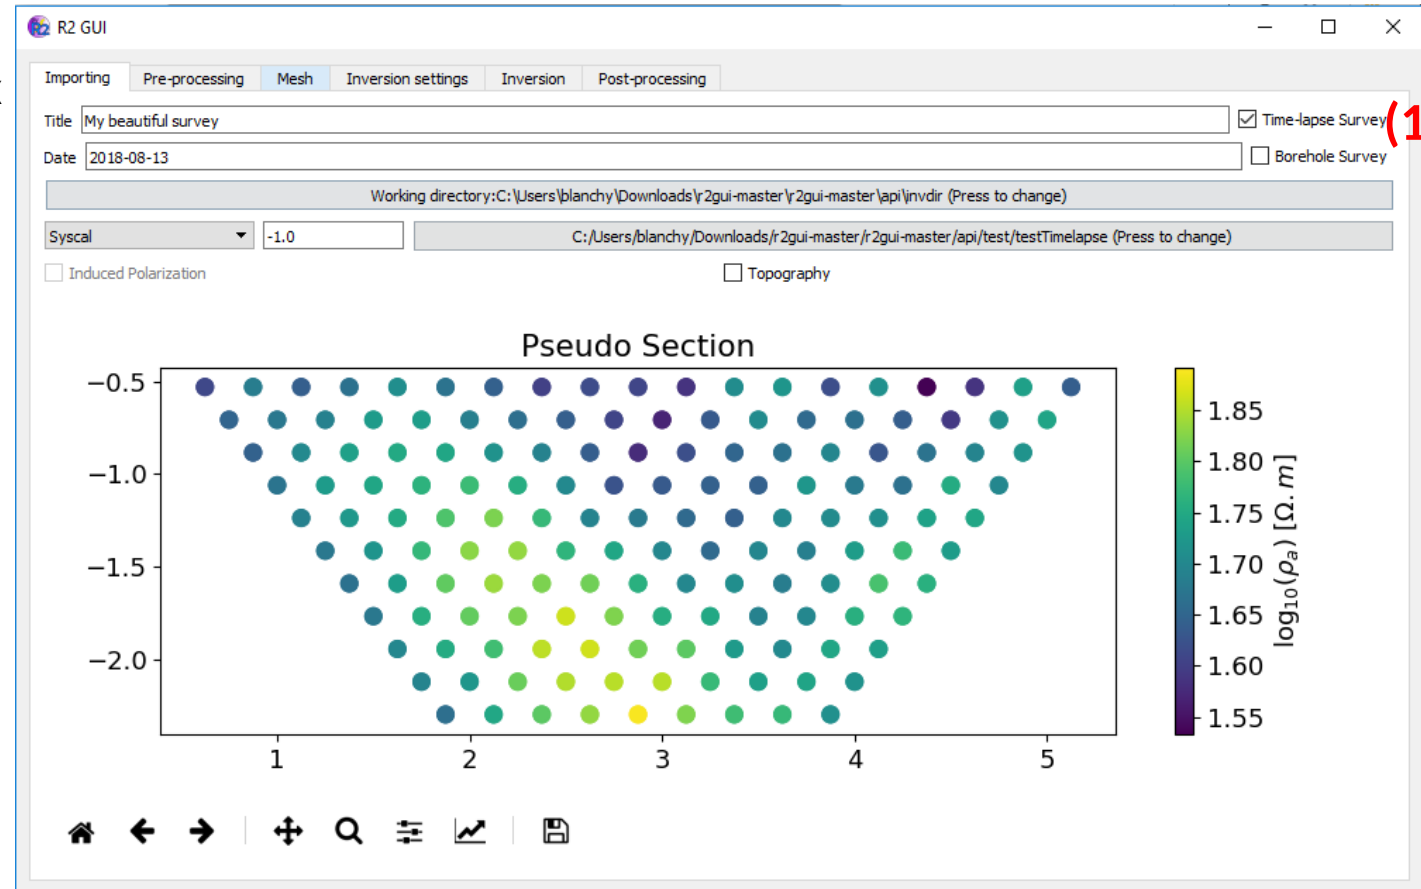 R2 GUI
Importing Pre-processing Mesh Inversion settings Inversion Post-processing
Title My beautiful survey Time-lapse Survey (1
Date 2018-08-13 Borehole Survey
Working directory:C:\Users\blanchy\Downloads\r2gui-master\r2gui-master\api\invdir (Press to change)
Syscal -1.0 C:/Users/blanchy/Downloads/r2gui-master/r2gui-master/api/test/testTimelapse (Press to change)
Induced Polarization Topography
Pseudo Section
−0.5
−1.0
−1.5
−2.0
1 2 3 4 5
1.85
1.80
1.75
1.70
1.65
1.60
1.55
log₁₀(ρₐ) [Ω.m]